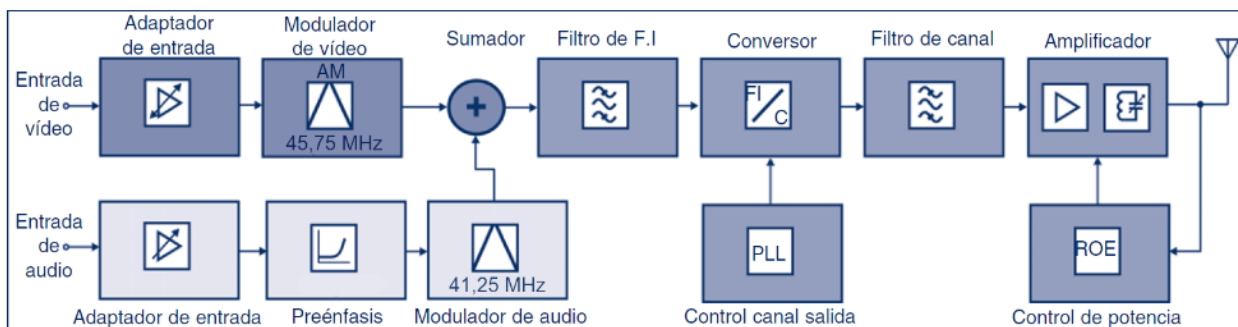 Adaptador
de entrada
Modulador
de vídeo
Sumador
Filtro de F.I
Conversor
Filtro de canal
Amplificador
Entrada
de
vídeo
AM
45,75 MHz
+
FI
C
Entrada
de
audio
41,25 MHz
PLL
ROE
Adaptador de entrada
Preénfasis
Modulador de audio
Control canal salida
Control de potencia